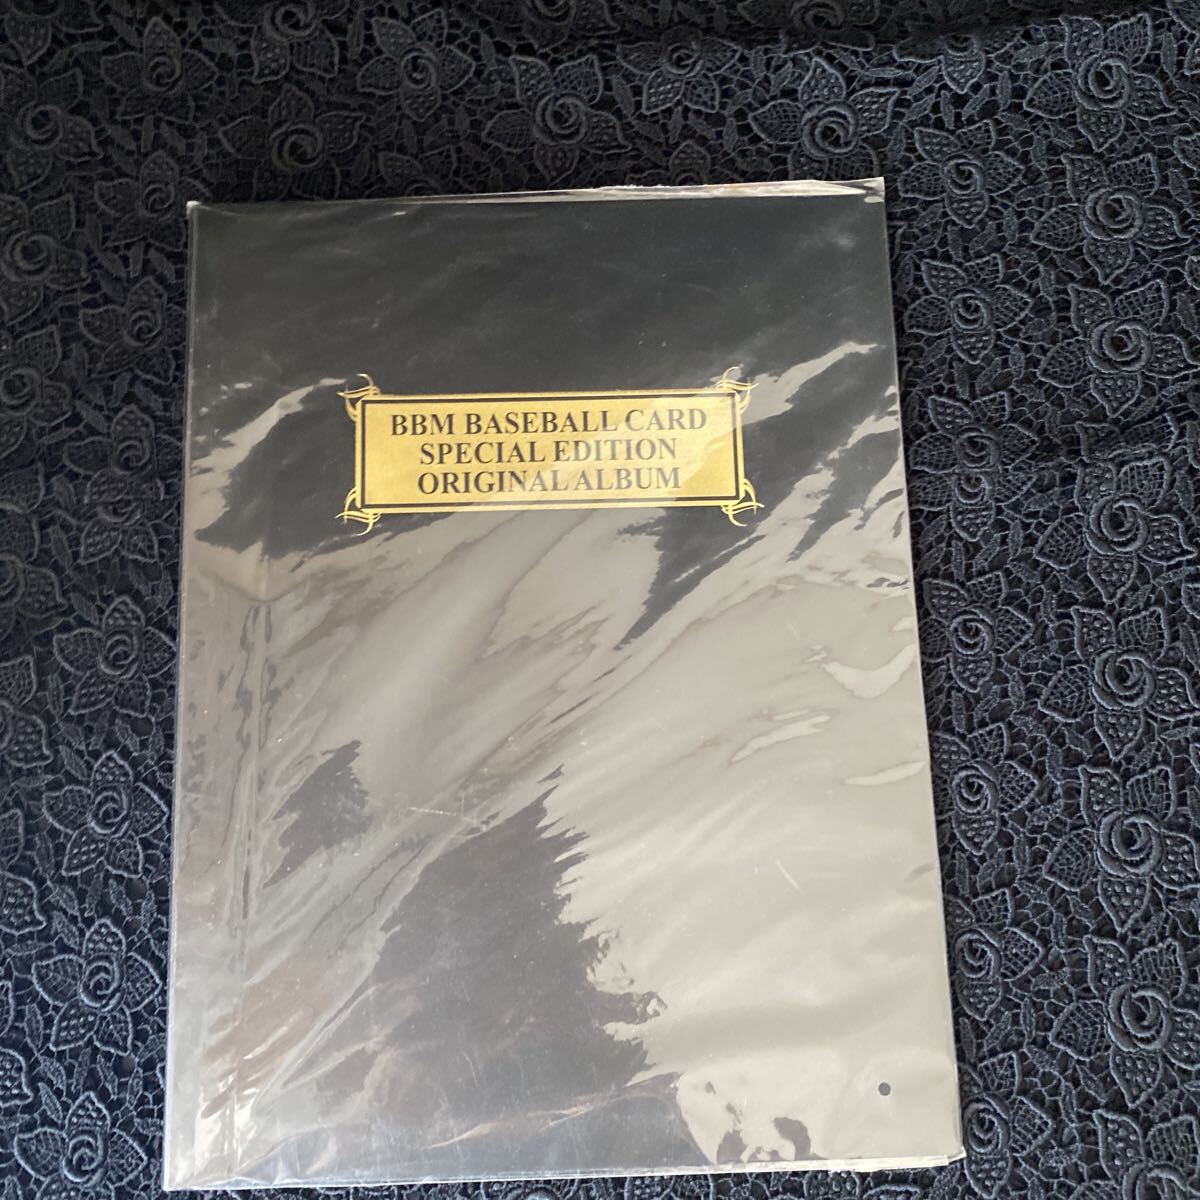 BBM BASEBALL CARD
SPECIAL EDITION
ORIGINAL ALBUM